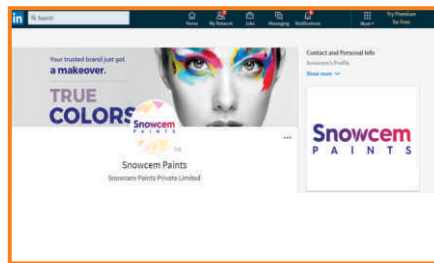 in Search
Home My Network Jobs Messaging Notifications Work Try Premium
for Free
Your trusted brand just got
a makeover.
TRUE
COLORS
Snowcem
PAINTS
Snowcem Paints
Snowcem Paints Private Limited
Contact and Personal Info
Snowcem's Profile
Show more
Snowcem
PAINTS